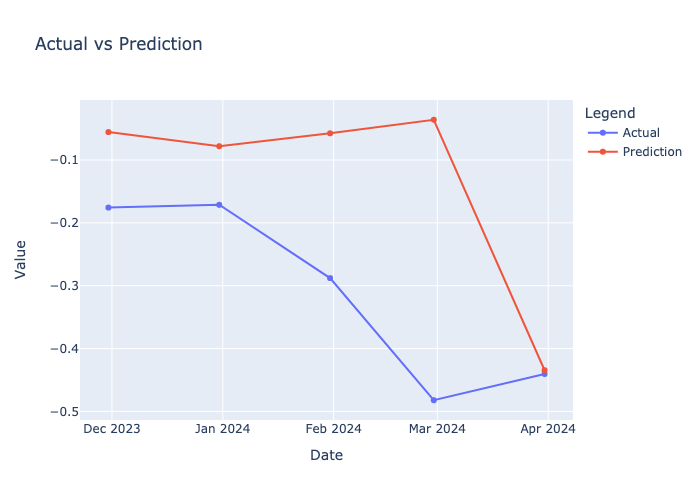 Actual vs Prediction
Legend
Actual
Prediction
−0.1
−0.2
−0.3
−0.4
−0.5
Value
Dec 2023
Jan 2024
Feb 2024
Mar 2024
Apr 2024
Date